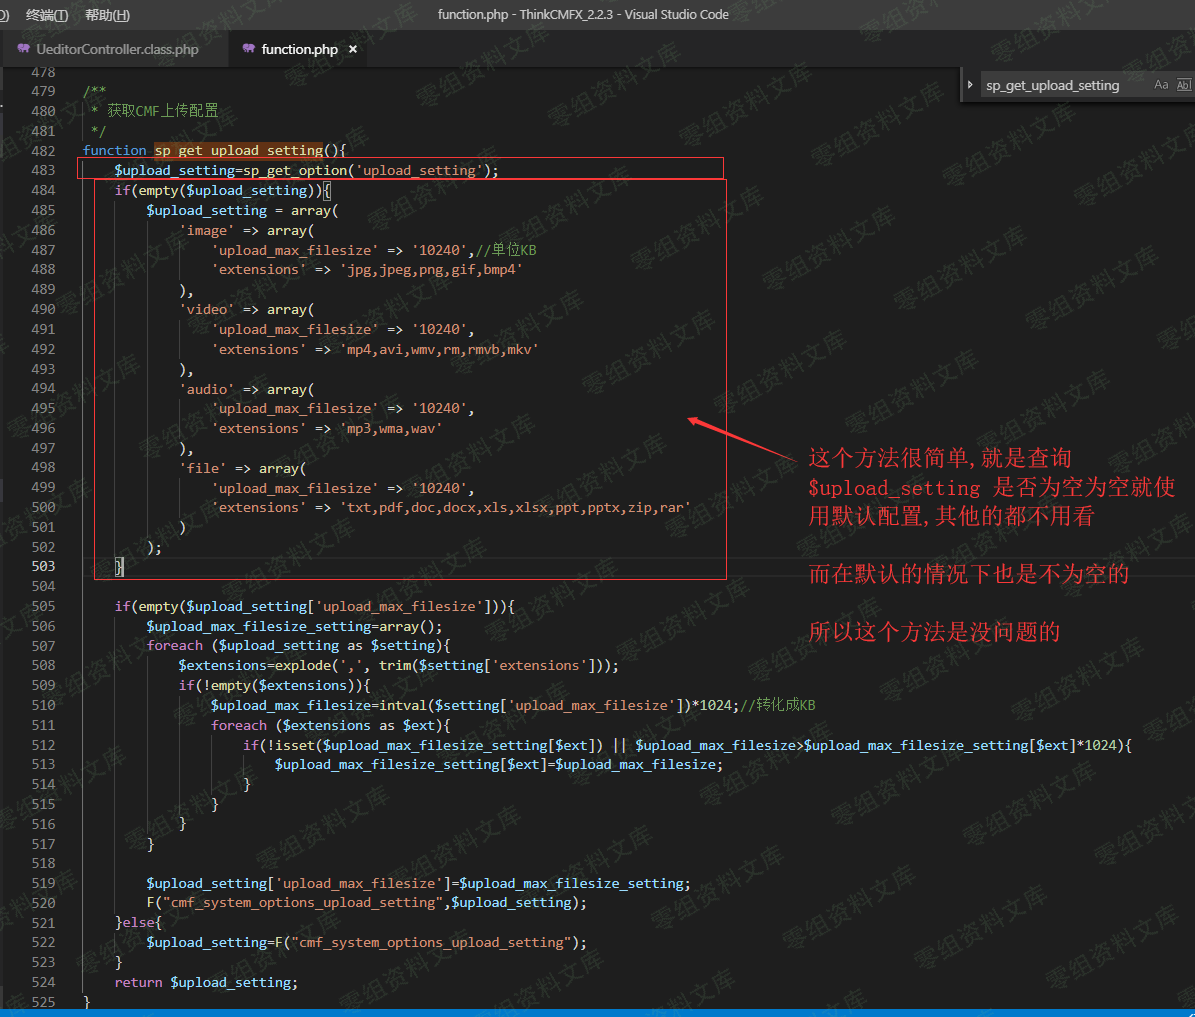 D) 终端(T) 帮助(H) function.php - ThinkCMFX_2.2.3 - Visual Studio Code
UeditorController.class.php function.php ×
sp_get_upload_setting Aa Abl
478
479 /**
480 * 获取CMF上传配置
481 */
482 function sp_get_upload_setting(){
483 $upload_setting=sp_get_option('upload_setting');
484 if(empty($upload_setting)){
485 $upload_setting = array(
486 'image' => array(
487 'upload_max_filesize' => '10240',//单位KB
488 'extensions' => 'jpg,jpeg,png,gif,bmp4'
489 ),
490 'video' => array(
491 'upload_max_filesize' => '10240',
492 'extensions' => 'mp4,avi,wmv,rm,rmvb,mkv'
493 ),
494 'audio' => array(
495 'upload_max_filesize' => '10240',
496 'extensions' => 'mp3,wma,wav'
497 ),
498 'file' => array(
499 'upload_max_filesize' => '10240',
500 'extensions' => 'txt,pdf,doc,docx,xls,xlsx,ppt,pptx,zip,rar'
501 )
502 );
503 }
504
505 if(empty($upload_setting['upload_max_filesize'])){
506 $upload_max_filesize_setting=array();
507 foreach ($upload_setting as $setting){
508 $extensions=explode(',', trim($setting['extensions']));
509 if(!empty($extensions)){
510 $upload_max_filesize=intval($setting['upload_max_filesize'])*1024;//转化成KB
511 foreach ($extensions as $ext){
512 if(!isset($upload_max_filesize_setting[$ext]) || $upload_max_filesize>$upload_max_filesize_setting[$ext]*1024){
513 $upload_max_filesize_setting[$ext]=$upload_max_filesize;
514 }
515 }
516 }
517 }
518
519 $upload_setting['upload_max_filesize']=$upload_max_filesize_setting;
520 F("cmf_system_options_upload_setting",$upload_setting);
521 }else{
522 $upload_setting=F("cmf_system_options_upload_setting");
523 }
524 return $upload_setting;
525 }
这个方法很简单,就是查询
$upload_setting 是否为空为空就使
用默认配置,其他的都不用看
而在默认的情况下也是不为空的
所以这个方法是没问题的
零组资料文库